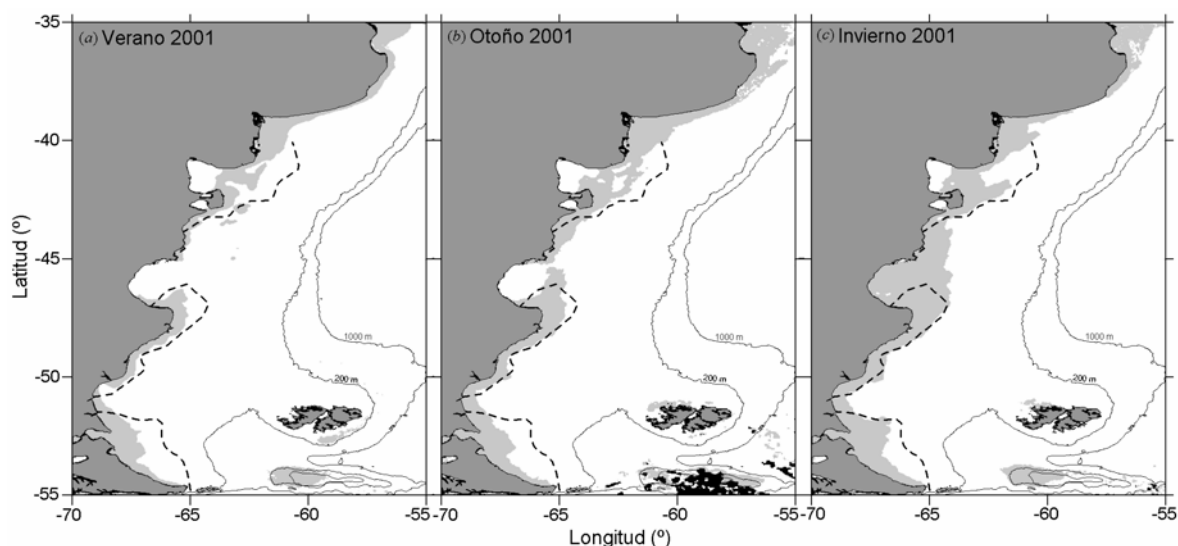 (a) Verano 2001
(b) Otoño 2001
(c) Invierno 2001
-35
-40
-45
-50
-55
Latitud (º)
1000 m
200 m
1000 m
200 m
1000 m
200 m
-70 -65 -60 -55
-70 -65 -60 -55
-70 -65 -60 -55
Longitud (º)